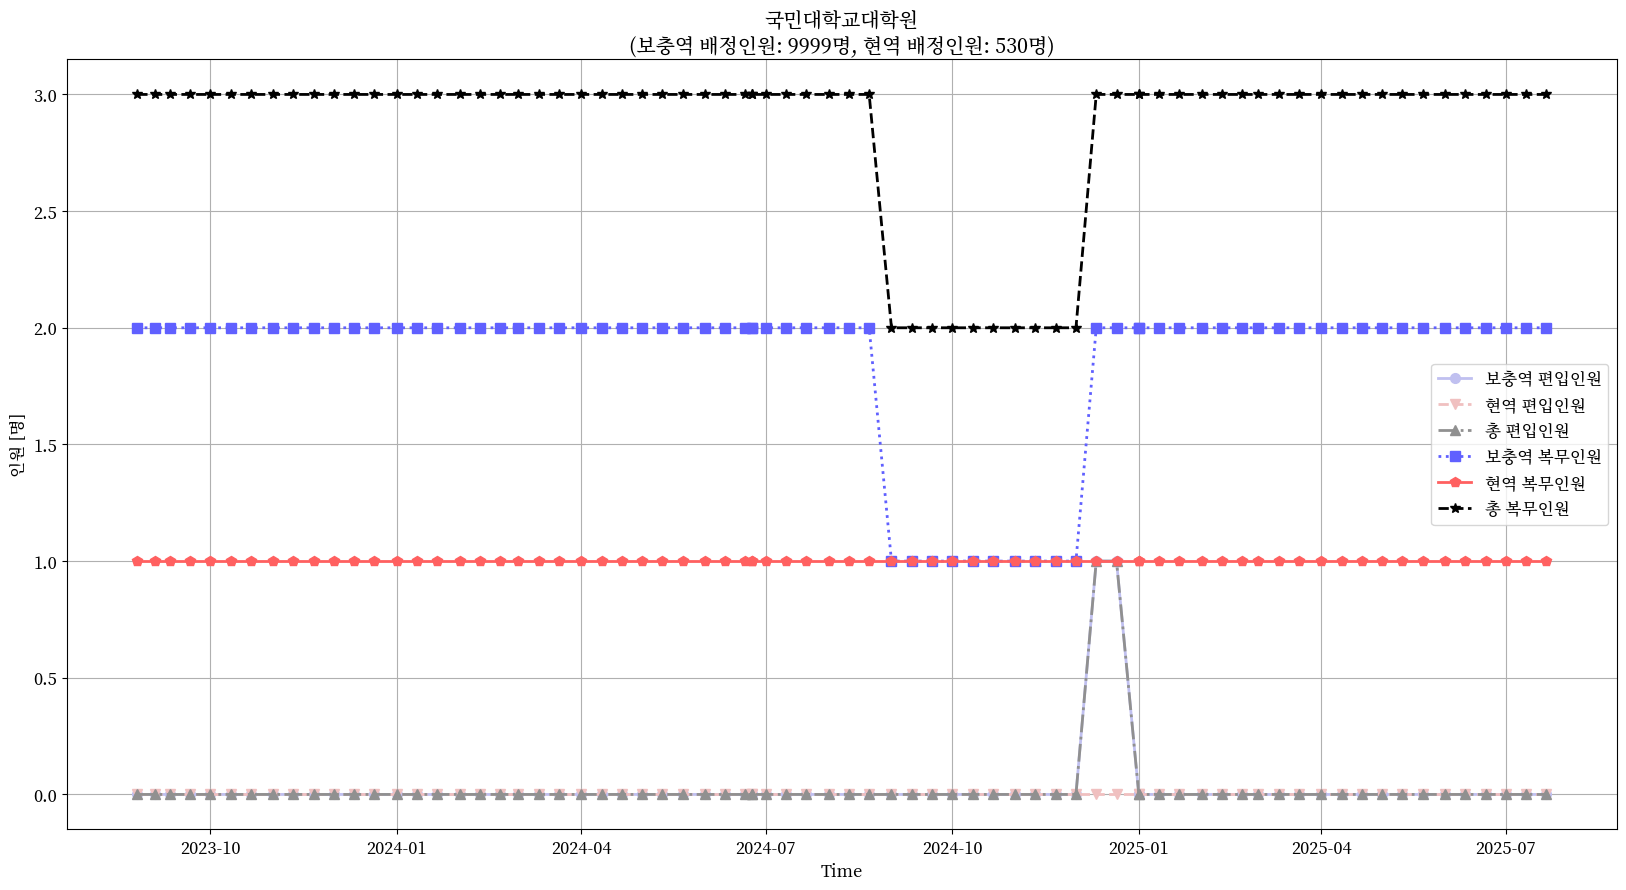 국민대학교대학원
(보충역 배정인원: 9999명, 현역 배정인원: 530명)
3.0
2.5
2.0
1.5
1.0
0.5
0.0
인원 [명]
보충역 편입인원
현역 편입인원
총 편입인원
보충역 복무인원
현역 복무인원
총 복무인원
2023-10
2024-01
2024-04
2024-07
2024-10
2025-01
2025-04
2025-07
Time